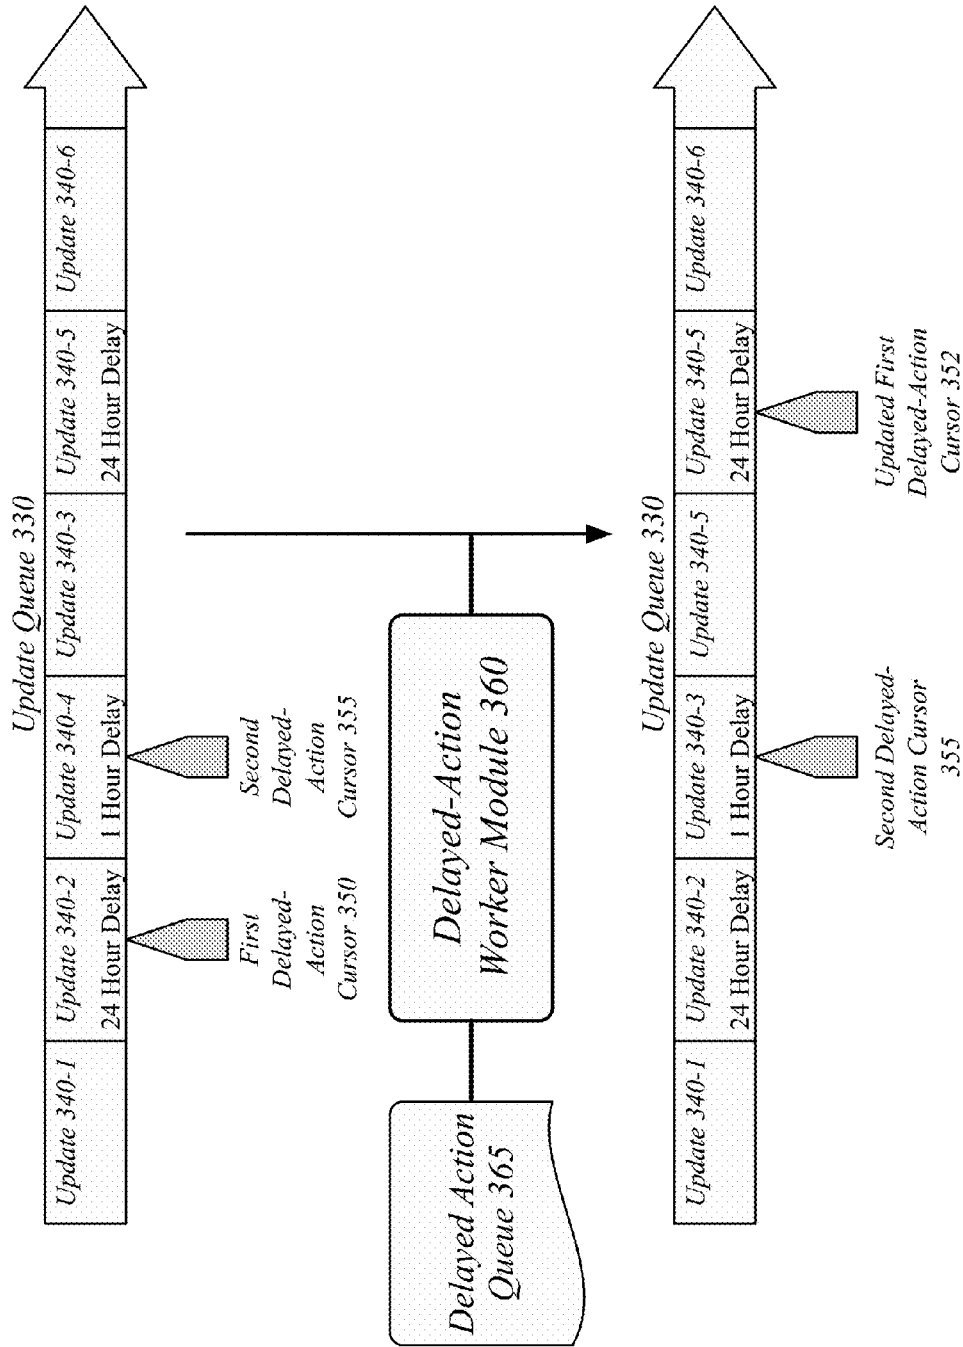 Update Queue 330
Update 340-1
Update 340-2
24 Hour Delay
Update 340-4
1 Hour Delay
Update 340-3
Update 340-5
24 Hour Delay
Update 340-6
First
Delayed-
Action
Cursor 350
Second
Delayed-
Action
Cursor 355
Delayed Action
Queue 365
Delayed-Action
Worker Module 360
Update Queue 330
Update 340-1
Update 340-2
24 Hour Delay
Update 340-3
1 Hour Delay
Update 340-5
Update 340-5
24 Hour Delay
Update 340-6
Second Delayed-
Action Cursor
355
Updated First
Delayed-Action
Cursor 352